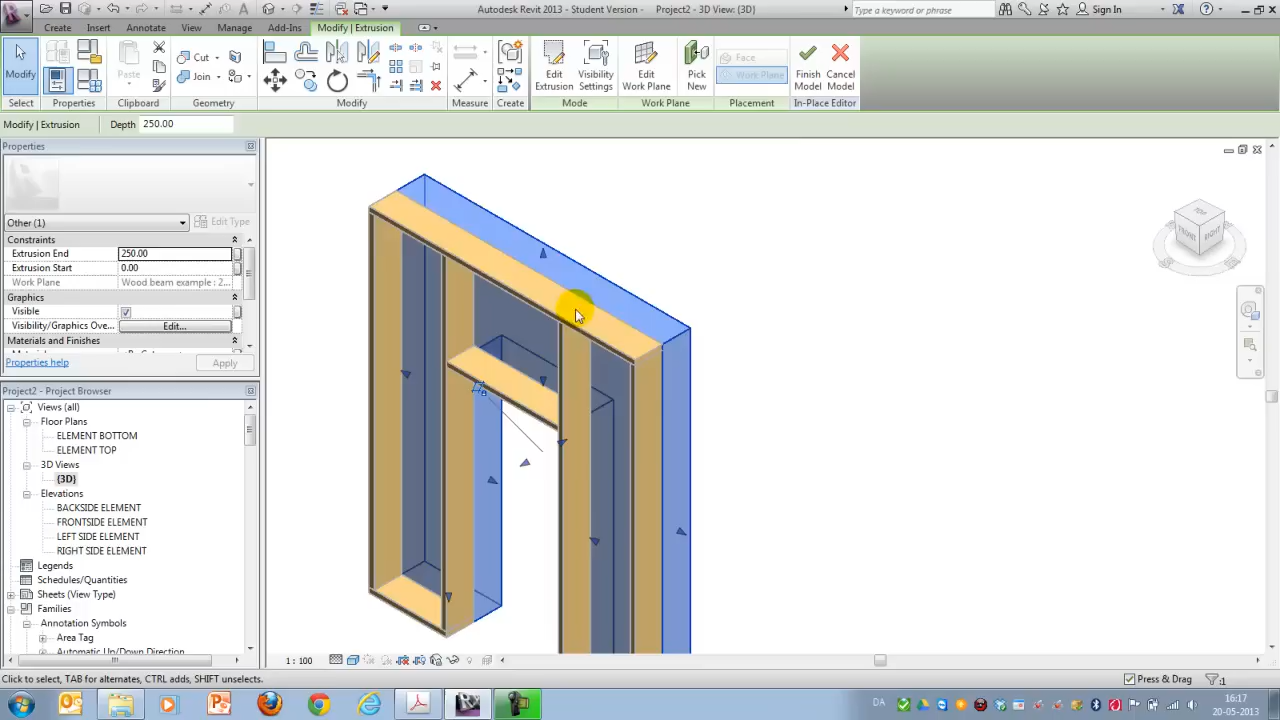 Autodesk Revit 2013 - Student Version - Project2 - 3D View: {3D}
Type a keyword or phrase
Sign In
Create Insert Annotate View Manage Add-Ins Modify | Extrusion
Modify
Paste
Cut
Join
Edit Extrusion
Visibility Settings
Edit Work Plane
Pick New
Face
Work Plane
Finish Model
Cancel Model
Select Properties Clipboard Geometry Modify Measure Create Mode Work Plane Placement In-Place Editor
Modify | Extrusion Depth 250.00
Properties
Other (1) Edit Type
Constraints
Extrusion End 250.00
Extrusion Start 0.00
Work Plane Wood beam example : 2...
Graphics
Visible
Visibility/Graphics Ove... Edit...
Materials and Finishes
Properties help Apply
Project2 - Project Browser
Views (all)
Floor Plans
ELEMENT BOTTOM
ELEMENT TOP
3D Views
{3D}
Elevations
BACKSIDE ELEMENT
FRONTSIDE ELEMENT
LEFT SIDE ELEMENT
RIGHT SIDE ELEMENT
Legends
Schedules/Quantities
Sheets (View Type)
Families
Annotation Symbols
Area Tag
Automatic Up/Down Direction
TOP
FRONT
RIGHT
1 : 100
Click to select, TAB for alternates, CTRL adds, SHIFT unselects.
Press & Drag
:1
DA
16:17
20-05-2013